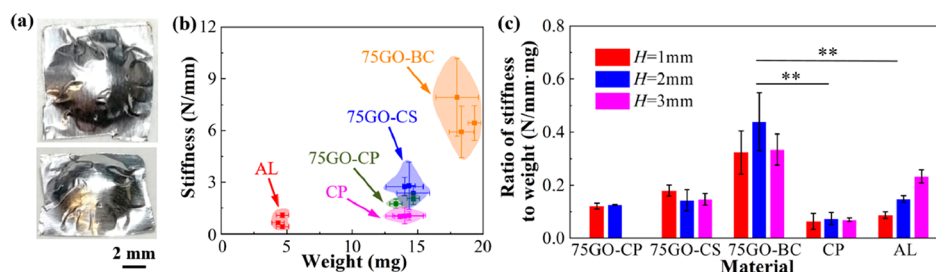 (a)
2 mm
(b)
Stiffness (N/mm)
12
9
6
3
0
75GO-BC
75GO-CS
75GO-CP
AL
CP
0
5
10
15
20
Weight (mg)
(c)
Ratio of stiffness
to weight (N/mm·mg)
0.8
0.6
0.4
0.2
0.0
H=1mm
H=2mm
H=3mm
**
**
75GO-CP
75GO-CS
75GO-BC
CP
AL
Material